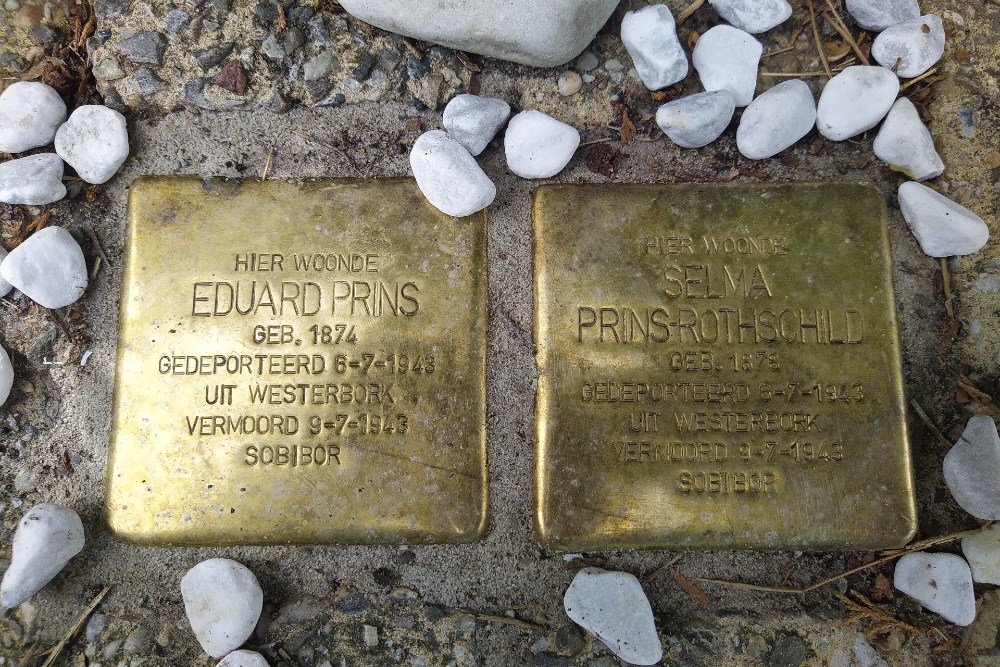 HIER WOONDE
EDUARD PRINS
GEB. 1874
GEDEPORTEERD 6-7-1943
UIT WESTERBORK
VERMOORD 9-7-1943
SOBIBOR
HIER WOONDE
SELMA
PRINS-ROTHSCHILD
GEB. 1878
GEDEPORTEERD 6-7-1943
UIT WESTERBORK
VERMOORD 9-7-1943
SOBIBOR